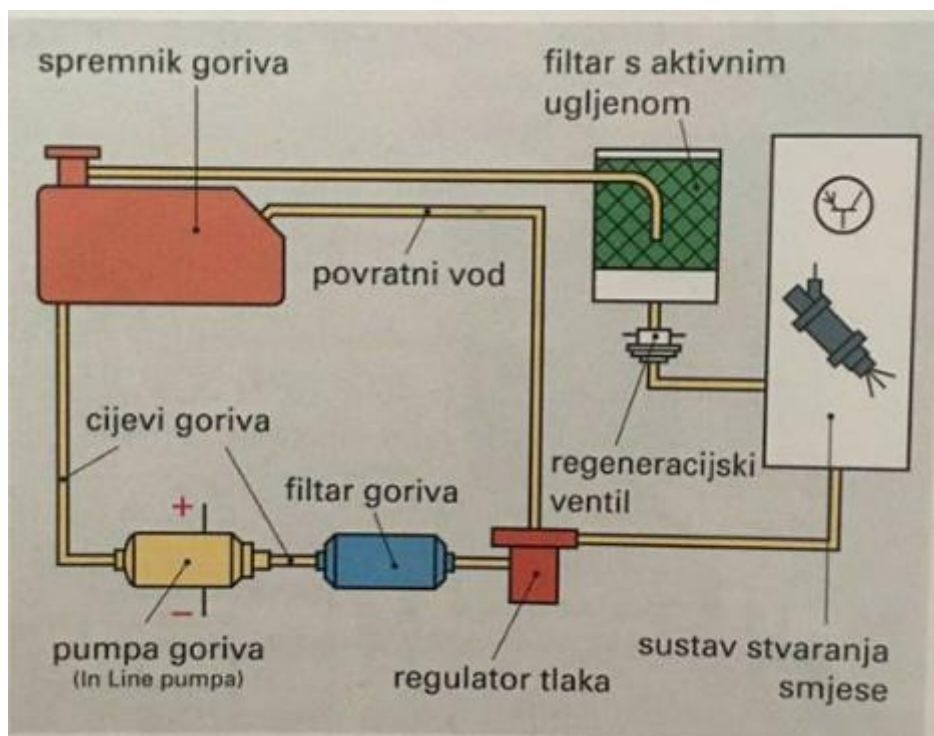 spremnik goriva
filtar s aktivnim
ugljenom
povratni vod
cijevi goriva
filtar goriva
regeneracijski
ventil
+
−
pumpa goriva
(In Line pumpa)
regulator tlaka
sustav stvaranja
smjese